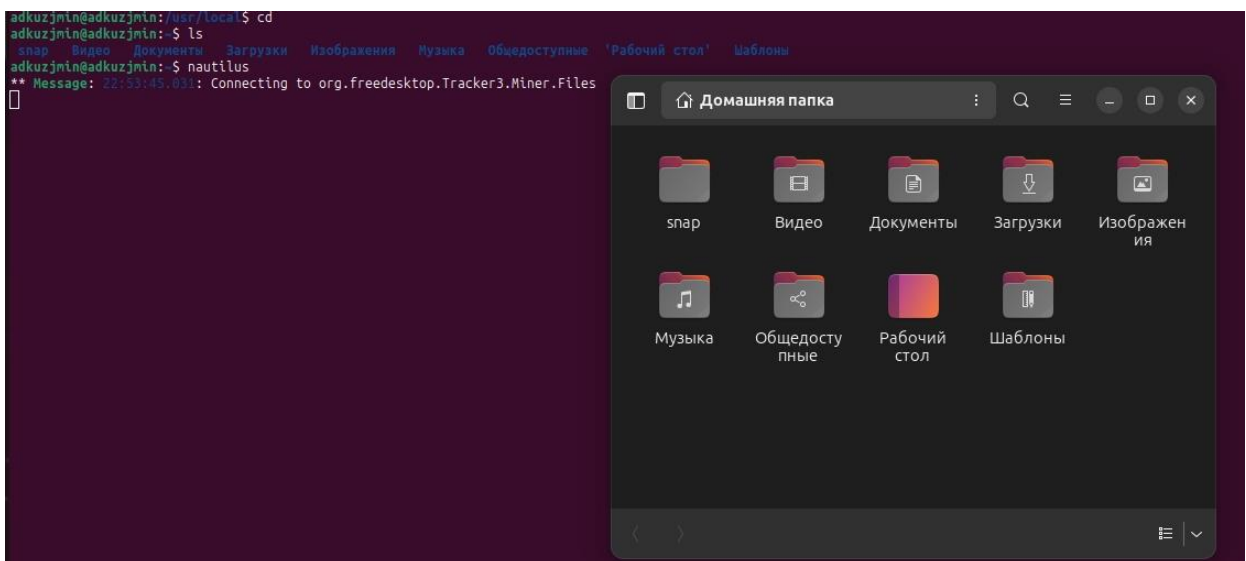 adkuzjmin@adkuzjmin:/usr/local$ cd
adkuzjmin@adkuzjmin:~$ ls
snap Видео Документы Загрузки Изображения Музыка Общедоступные 'Рабочий стол' Шаблоны
adkuzjmin@adkuzjmin:~$ nautilus
** Message: 22:53:45.031: Connecting to org.freedesktop.Tracker3.Miner.Files
Домашняя папка
snap Видео Документы Загрузки Изображен
ия
Музыка Общедосту Рабочий Шаблоны
пные стол